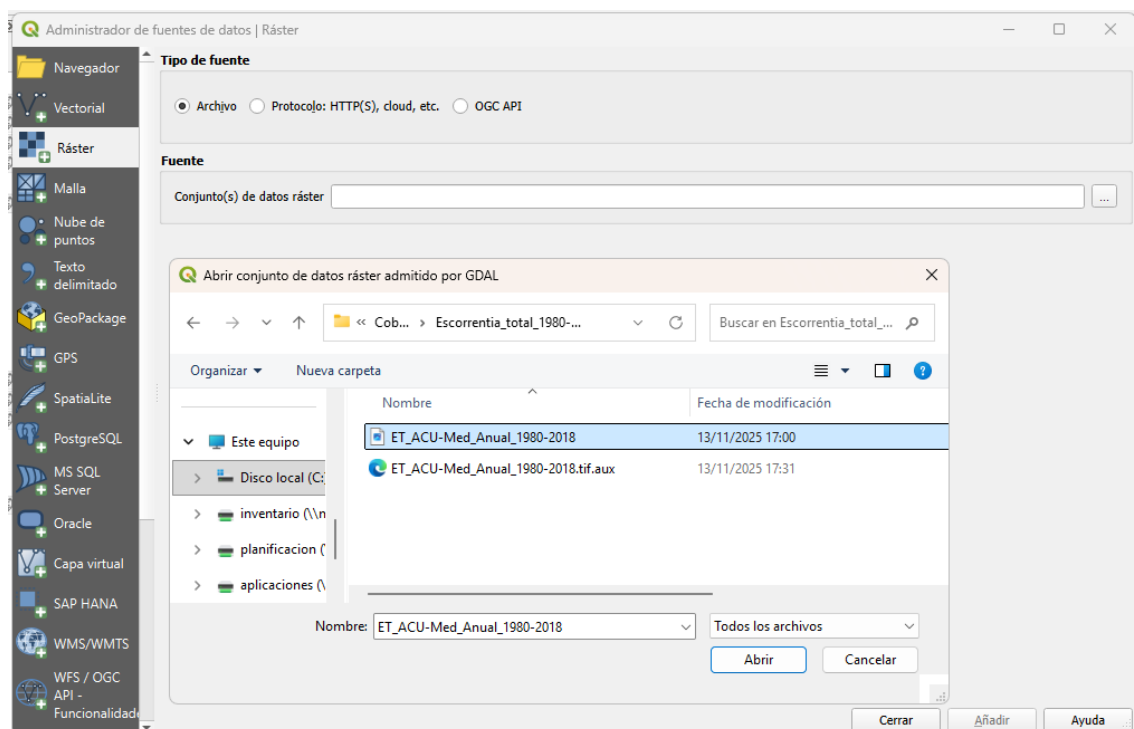 Administrador de fuentes de datos | Ráster
Navegador
Vectorial
Ráster
Malla
Nube de
puntos
Texto
delimitado
GeoPackage
GPS
SpatiaLite
PostgreSQL
MS SQL
Server
Oracle
Capa virtual
SAP HANA
WMS/WMTS
WFS / OGC
API -
Funcionalidade
Tipo de fuente
Archivo
Protocolo: HTTP(S), cloud, etc.
OGC API
Fuente
Conjunto(s) de datos ráster
...
Abrir conjunto de datos ráster admitido por GDAL
« Cob... › Escorrentia_total_1980-...
Buscar en Escorrentia_total_...
Organizar
Nueva carpeta
Nombre
Fecha de modificación
Este equipo
Disco local (C:
inventario (\\n
planificacion (
aplicaciones (\
ET_ACU-Med_Anual_1980-2018
13/11/2025 17:00
ET_ACU-Med_Anual_1980-2018.tif.aux
13/11/2025 17:31
Nombre:
ET_ACU-Med_Anual_1980-2018
Todos los archivos
Abrir
Cancelar
Cerrar
Añadir
Ayuda